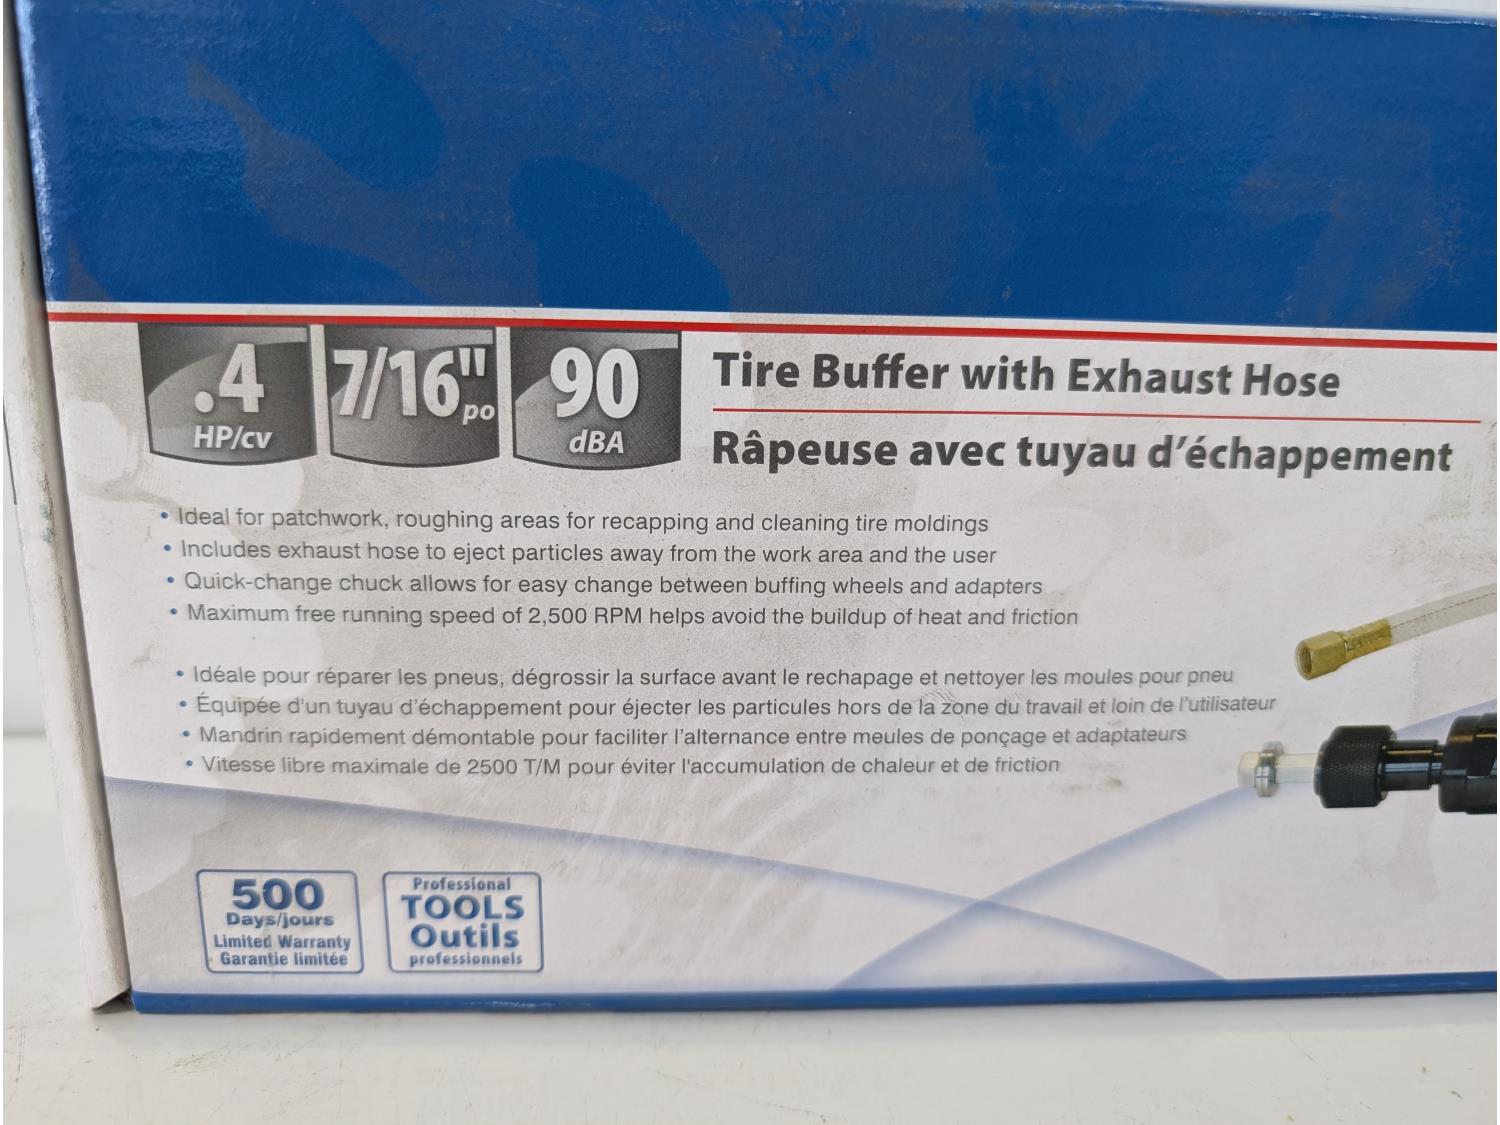 .4
HP/cv
7/16" po
90
dBA
Tire Buffer with Exhaust Hose
Râpeuse avec tuyau d'échappement
• Ideal for patchwork, roughing areas for recapping and cleaning tire moldings
• Includes exhaust hose to eject particles away from the work area and the user
• Quick-change chuck allows for easy change between buffing wheels and adapters
• Maximum free running speed of 2,500 RPM helps avoid the buildup of heat and friction
• Idéale pour réparer les pneus, dégrossir la surface avant le rechapage et nettoyer les moules pour pneu
• Équipée d'un tuyau d'échappement pour éjecter les particules hors de la zone du travail et loin de l'utilisateur
• Mandrin rapidement démontable pour faciliter l'alternance entre meules de ponçage et adaptateurs
• Vitesse libre maximale de 2500 T/M pour éviter l'accumulation de chaleur et de friction
500
Days/jours
Limited Warranty
Garantie limitée
Professional
TOOLS
Outils
professionnels